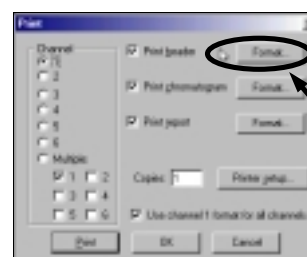 Print
Channel
1
2
3
4
5
6
Multiple
1 2
3 4
5 6
Print header Format...
Print chromatogram Format...
Print report Format...
Copies: 1 Printer setup...
Use channel 1 format for all channels
Print OK Cancel